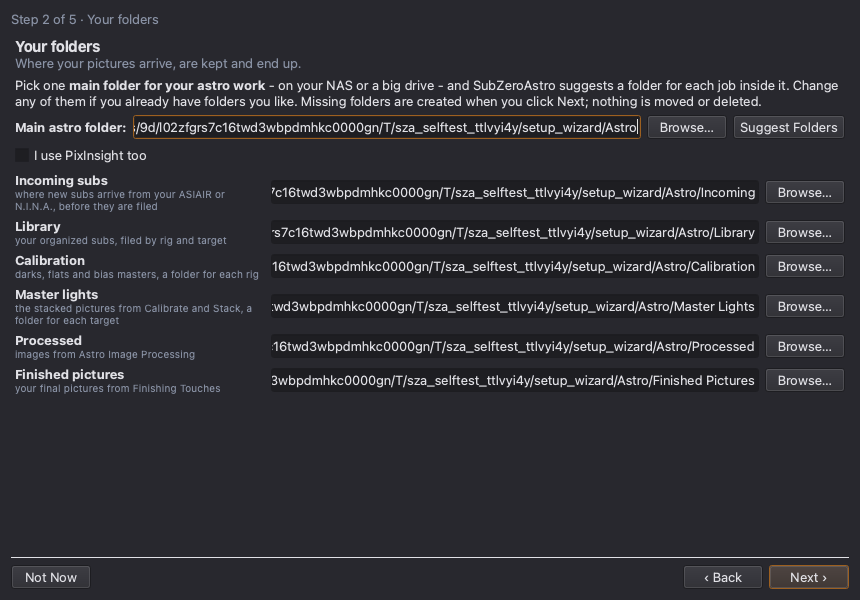 Step 2 of 5 · Your folders
Your folders
Where your pictures arrive, are kept and end up.
Pick one main folder for your astro work - on your NAS or a big drive - and SubZeroAstro suggests a folder for each job inside it. Change
any of them if you already have folders you like. Missing folders are created when you click Next; nothing is moved or deleted.
Main astro folder: /9d/l02zfgrs7c16twd3wbpdmhkc0000gn/T/sza_selftest_ttlvyi4y/setup_wizard/Astro Browse... Suggest Folders
I use PixInsight too
Incoming subs
where new subs arrive from your ASIAIR or
N.I.N.A., before they are filed
7c16twd3wbpdmhkc0000gn/T/sza_selftest_ttlvyi4y/setup_wizard/Astro/Incoming Browse...
Library
your organized subs, filed by rig and target
s7c16twd3wbpdmhkc0000gn/T/sza_selftest_ttlvyi4y/setup_wizard/Astro/Library Browse...
Calibration
darks, flats and bias masters, a folder for each rig
16twd3wbpdmhkc0000gn/T/sza_selftest_ttlvyi4y/setup_wizard/Astro/Calibration Browse...
Master lights
the stacked pictures from Calibrate and Stack, a
folder for each target
wd3wbpdmhkc0000gn/T/sza_selftest_ttlvyi4y/setup_wizard/Astro/Master Lights Browse...
Processed
images from Astro Image Processing
16twd3wbpdmhkc0000gn/T/sza_selftest_ttlvyi4y/setup_wizard/Astro/Processed Browse...
Finished pictures
your final pictures from Finishing Touches
3wbpdmhkc0000gn/T/sza_selftest_ttlvyi4y/setup_wizard/Astro/Finished Pictures Browse...
Not Now
‹ Back
Next ›